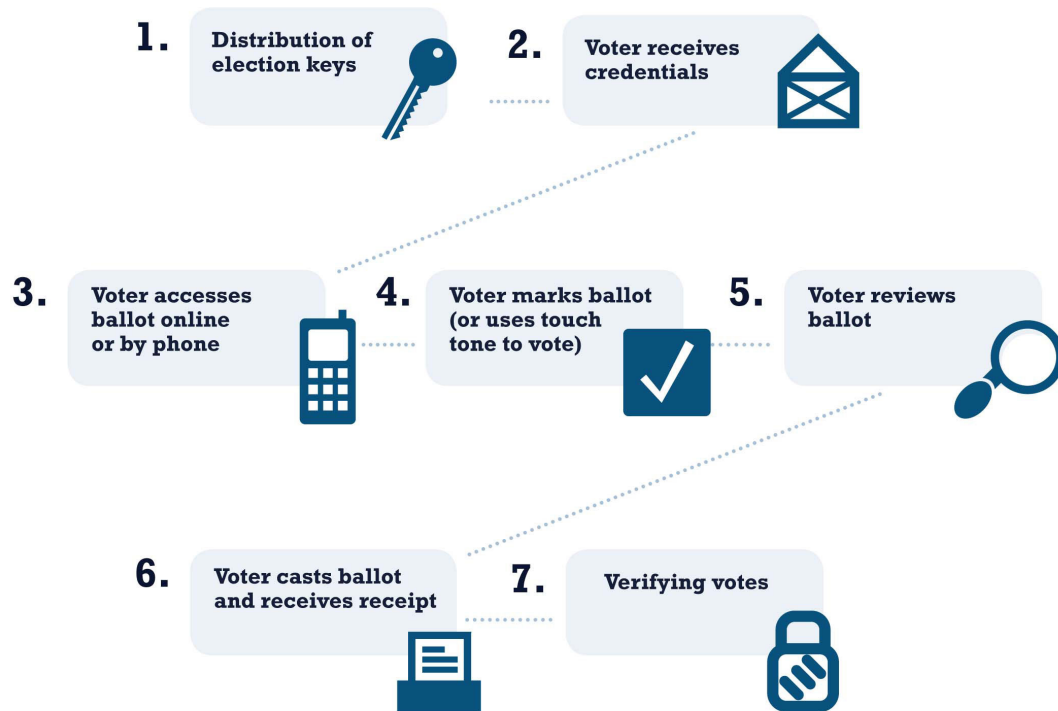 1.
Distribution of
election keys
2.
Voter receives
credentials
3.
Voter accesses
ballot online
or by phone
4.
Voter marks ballot
(or uses touch
tone to vote)
5.
Voter reviews
ballot
6.
Voter casts ballot
and receives receipt
7.
Verifying votes